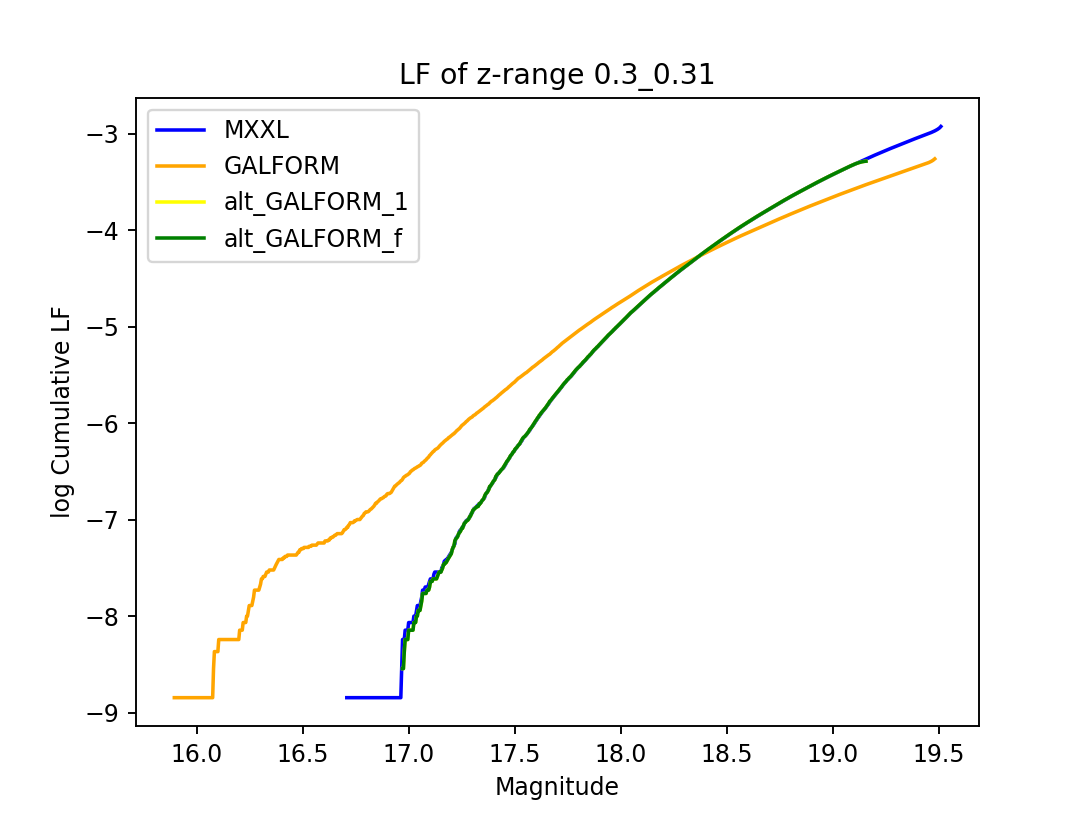 LF of z-range 0.3_0.31
MXXL
GALFORM
alt_GALFORM_1
alt_GALFORM_f
log Cumulative LF
−3
−4
−5
−6
−7
−8
−9
16.0 16.5 17.0 17.5 18.0 18.5 19.0 19.5
Magnitude